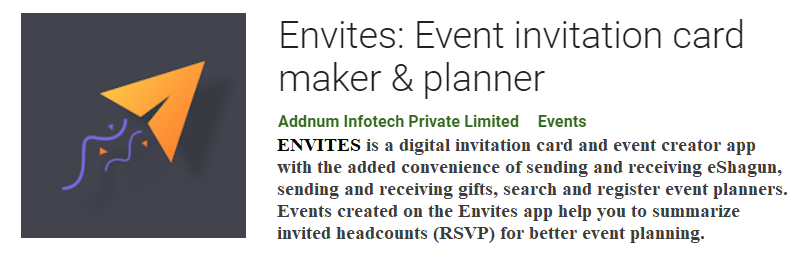 Envites: Event invitation card
maker & planner
Addnum Infotech Private Limited Events
ENVITES is a digital invitation card and event creator app
with the added convenience of sending and receiving eShagun,
sending and receiving gifts, search and register event planners.
Events created on the Envites app help you to summarize
invited headcounts (RSVP) for better event planning.